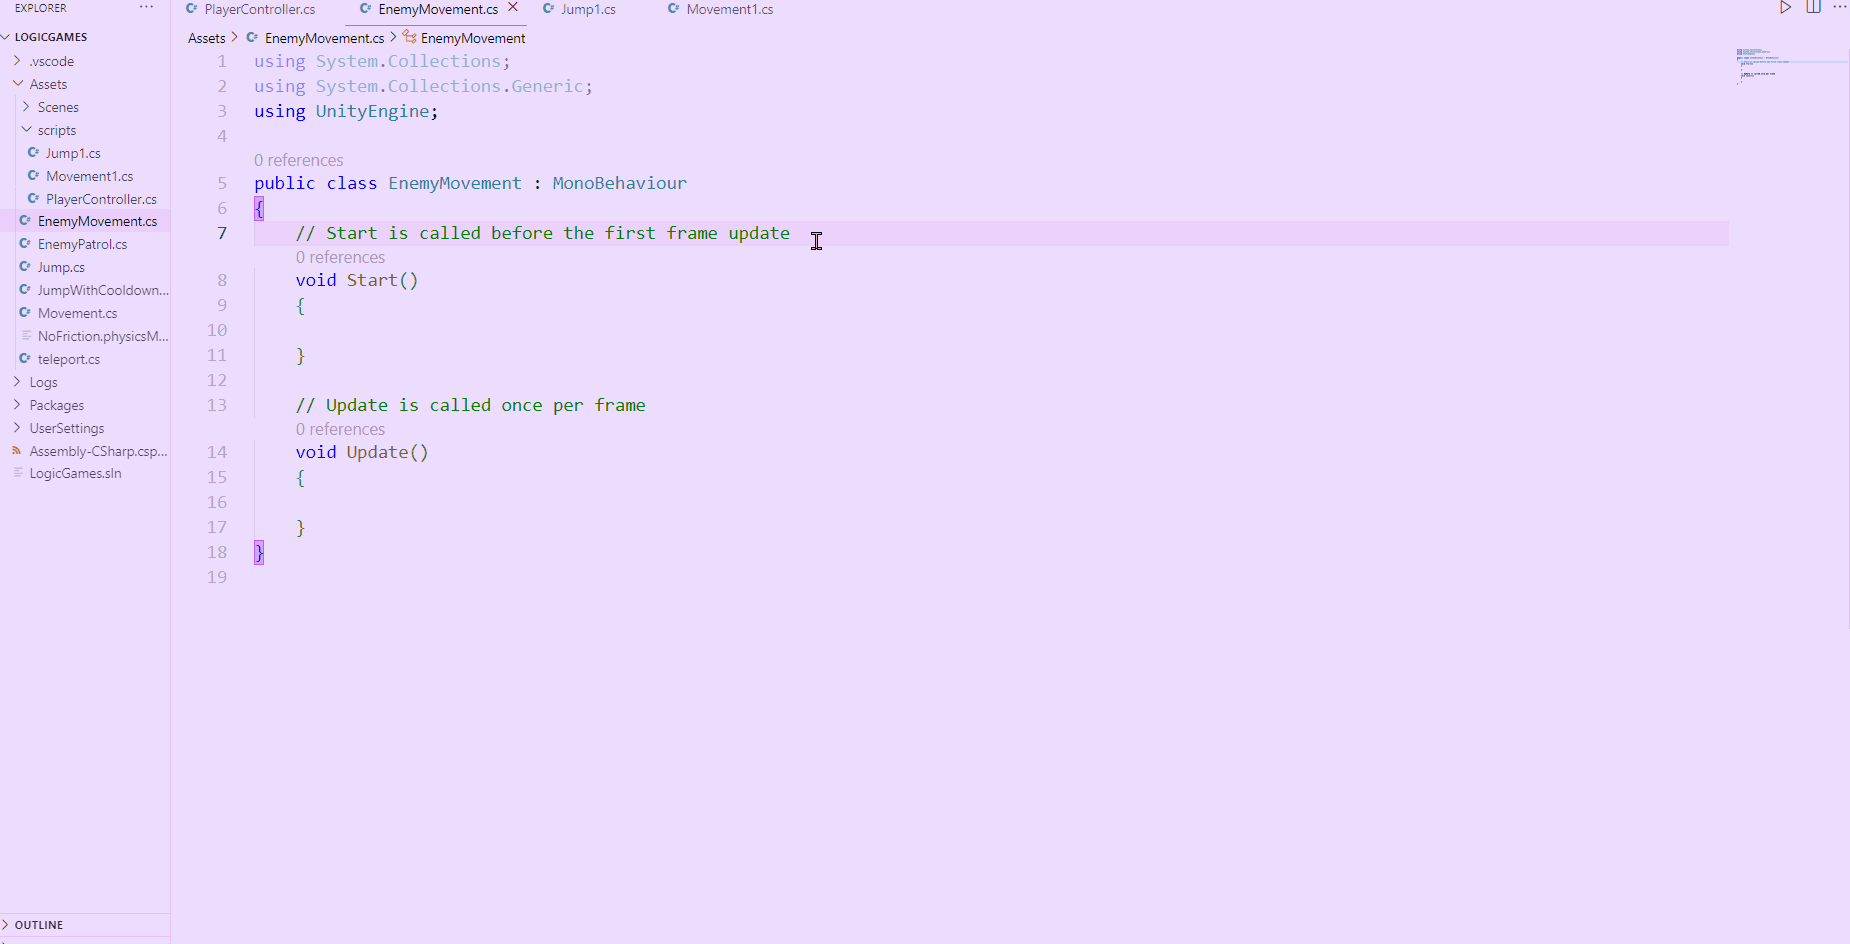 EXPLORER
LOGICGAMES
.vscode
Assets
Scenes
scripts
Jump1.cs
Movement1.cs
PlayerController.cs
EnemyMovement.cs
EnemyPatrol.cs
Jump.cs
JumpWithCooldown...
Movement.cs
NoFriction.physicsM...
teleport.cs
Logs
Packages
UserSettings
Assembly-CSharp.csp...
LogicGames.sln
OUTLINE
PlayerController.cs EnemyMovement.cs Jump1.cs Movement1.cs
Assets > EnemyMovement.cs > EnemyMovement
1 using System.Collections;
2 using System.Collections.Generic;
3 using UnityEngine;
4
0 references
5 public class EnemyMovement : MonoBehaviour
6 {
7 // Start is called before the first frame update
0 references
8 void Start()
9 {
10
11 }
12
13 // Update is called once per frame
0 references
14 void Update()
15 {
16
17 }
18 }
19